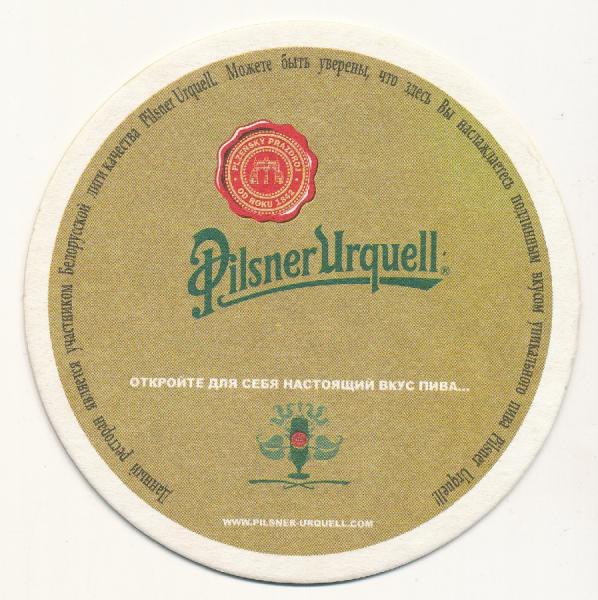 Данный ресторан является участником Белорусской лиги качества Pilsner Urquell. Можете быть уверены, что здесь Вы наслаждаетесь подлинным вкусом уникального пива Pilsner Urquell!
PLZEŇSKÝ PRAZDROJ
OD ROKU 1842
Pilsner Urquell®
ОТКРОЙТЕ ДЛЯ СЕБЯ НАСТОЯЩИЙ ВКУС ПИВА...
WWW.PILSNER-URQUELL.COM